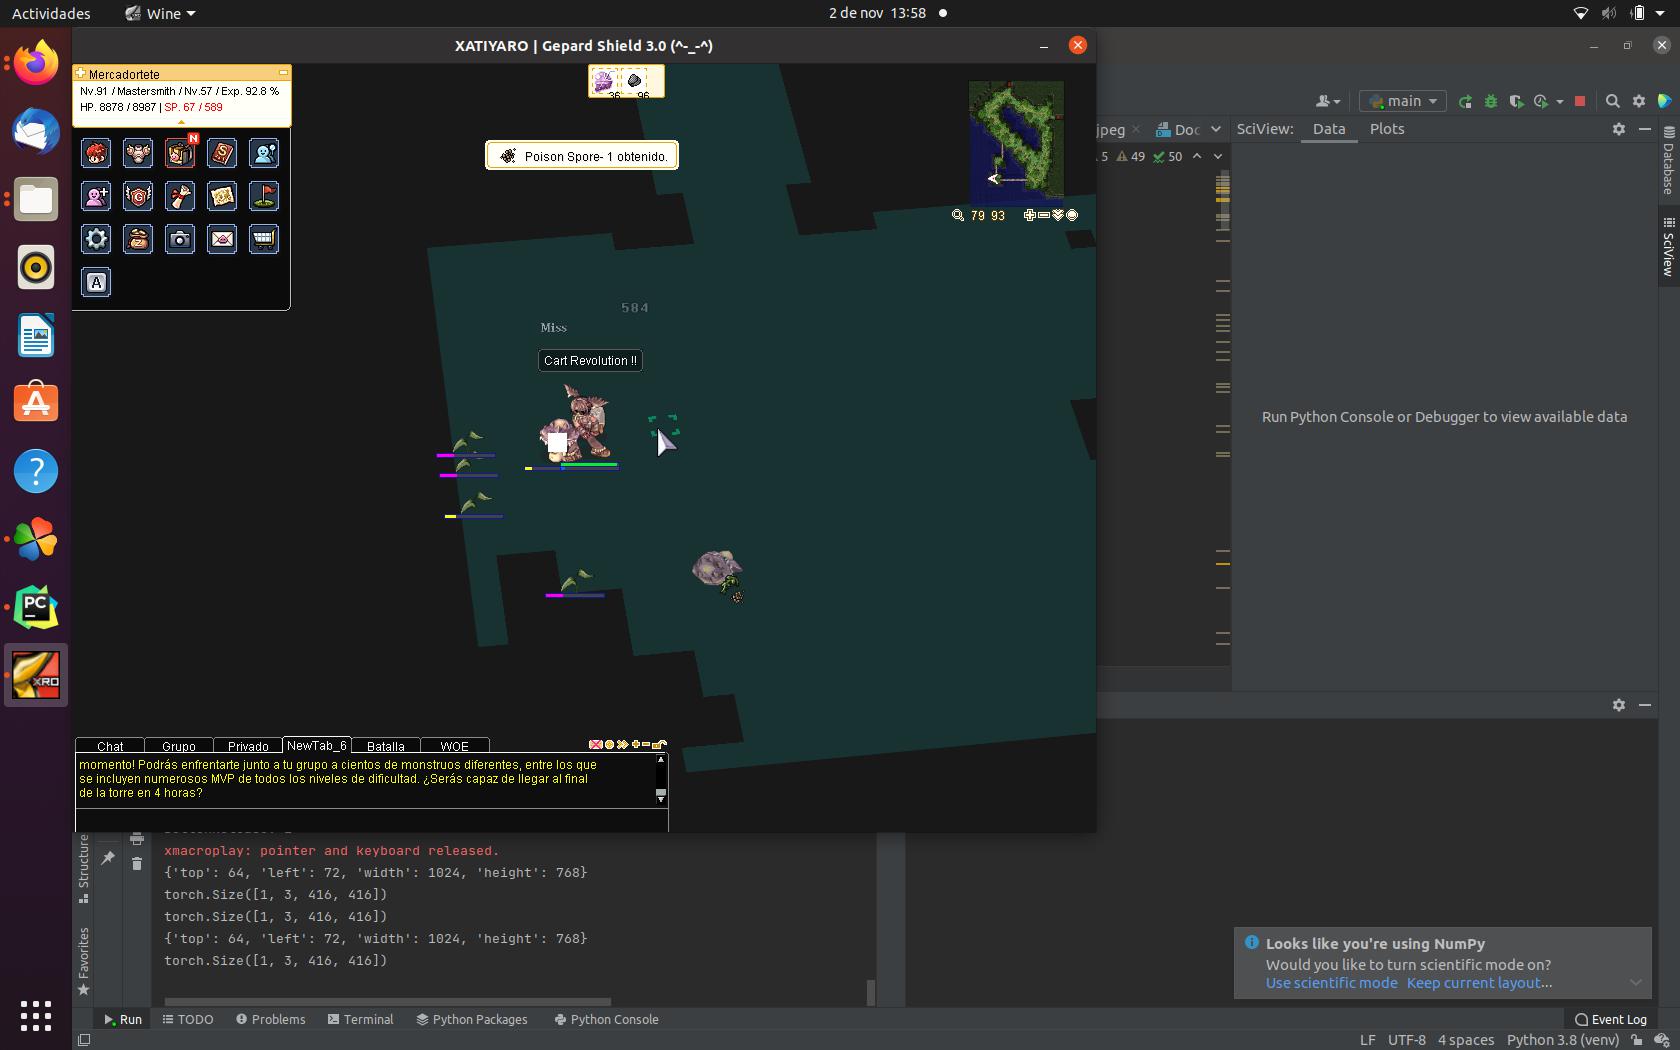 Actividades
Wine
2 de nov 13:58
XATIYARO | Gepard Shield 3.0 (^-_-^)
Mercadortete
Nv.91 / Mastersmith / Nv.57 / Exp. 92.8 %
HP. 8878 / 8987 | SP. 67 / 589
N
S
G
Z
A
36 96
Poison Spore- 1 obtenido.
79 93
584
Miss
Cart Revolution !!
Chat
Grupo
Privado
NewTab_6
Batalla
WOE
momento! Podrás enfrentarte junto a tu grupo a cientos de monstruos diferentes, entre los que
se incluyen numerosos MVP de todos los niveles de dificultad. ¿Serás capaz de llegar al final
de la torre en 4 horas?
main
jpeg
Doc
5 49 50
SciView:
Data
Plots
Database
SciView
Run Python Console or Debugger to view available data
PC
XRO
Structure
Favorites
xmacroplay: pointer and keyboard released.
{'top': 64, 'left': 72, 'width': 1024, 'height': 768}
torch.Size([1, 3, 416, 416])
torch.Size([1, 3, 416, 416])
{'top': 64, 'left': 72, 'width': 1024, 'height': 768}
torch.Size([1, 3, 416, 416])
Looks like you're using NumPy
Would you like to turn scientific mode on?
Use scientific mode Keep current layout...
Run
TODO
Problems
Terminal
Python Packages
Python Console
Event Log
LF UTF-8 4 spaces Python 3.8 (venv)